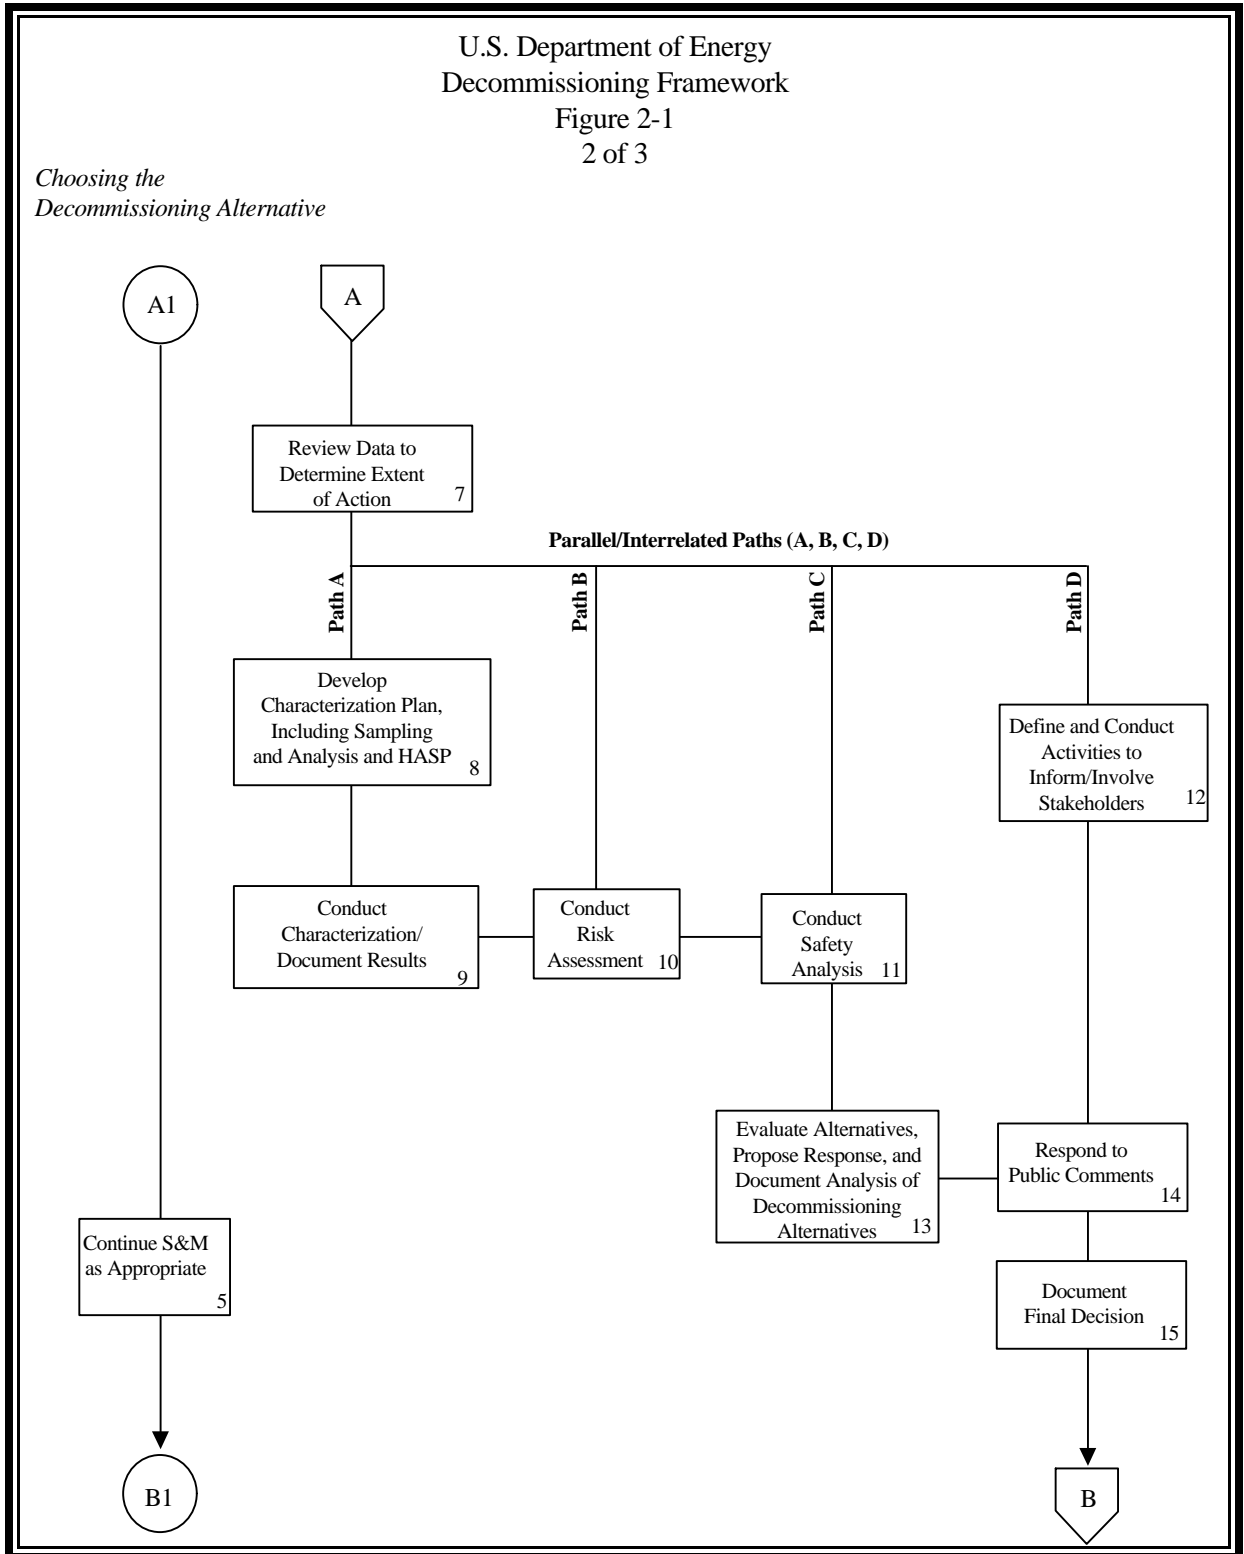 U.S. Department of Energy
Decommissioning Framework
Figure 2-1
2 of 3
Choosing the
Decommissioning Alternative
A1
A
Review Data to
Determine Extent
of Action
7
Parallel/Interrelated Paths (A, B, C, D)
Path A
Path B
Path C
Path D
Develop
Characterization Plan,
Including Sampling
and Analysis and HASP
8
Define and Conduct
Activities to
Inform/Involve
Stakeholders
12
Conduct
Characterization/
Document Results
9
Conduct
Risk
Assessment
10
Conduct
Safety
Analysis
11
Evaluate Alternatives,
Propose Response, and
Document Analysis of
Decommissioning
Alternatives
13
Respond to
Public Comments
14
Continue S&M
as Appropriate
5
Document
Final Decision
15
B1
B